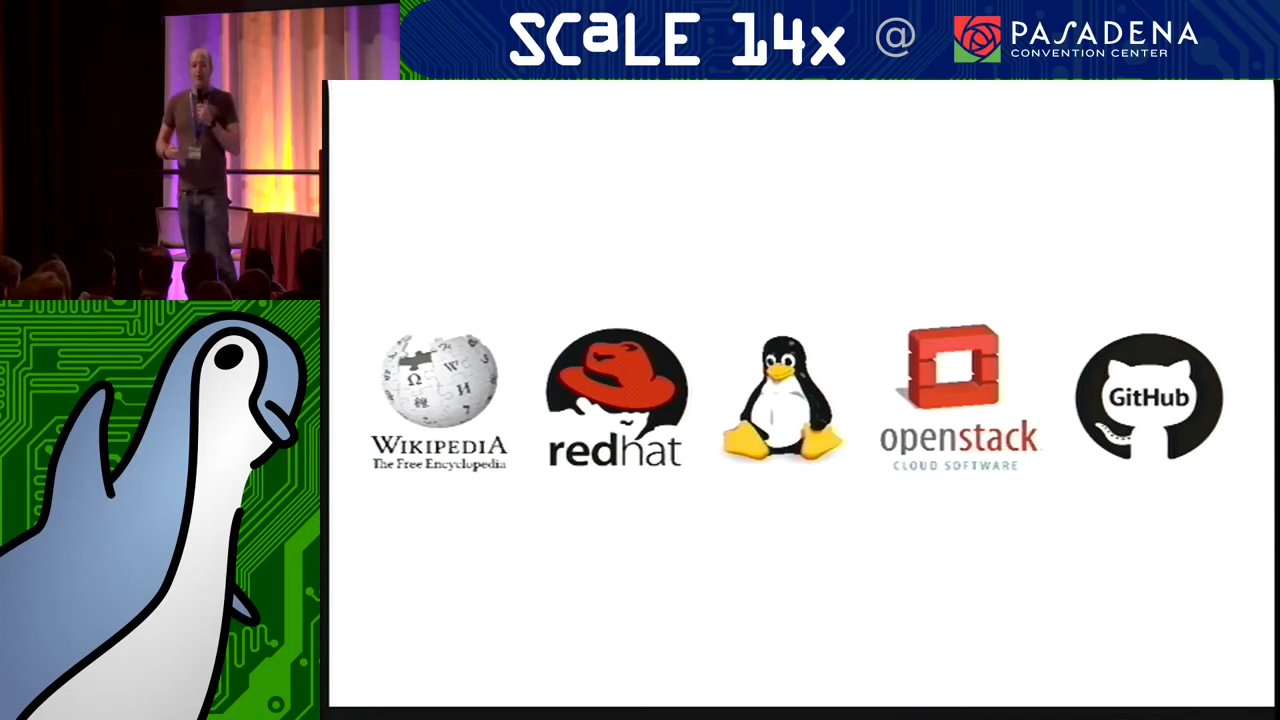 SCaLE 14x @ PASADENA
CONVENTION CENTER
WIKIPEDIA
The Free Encyclopedia
redhat
openstack
CLOUD SOFTWARE
GitHub